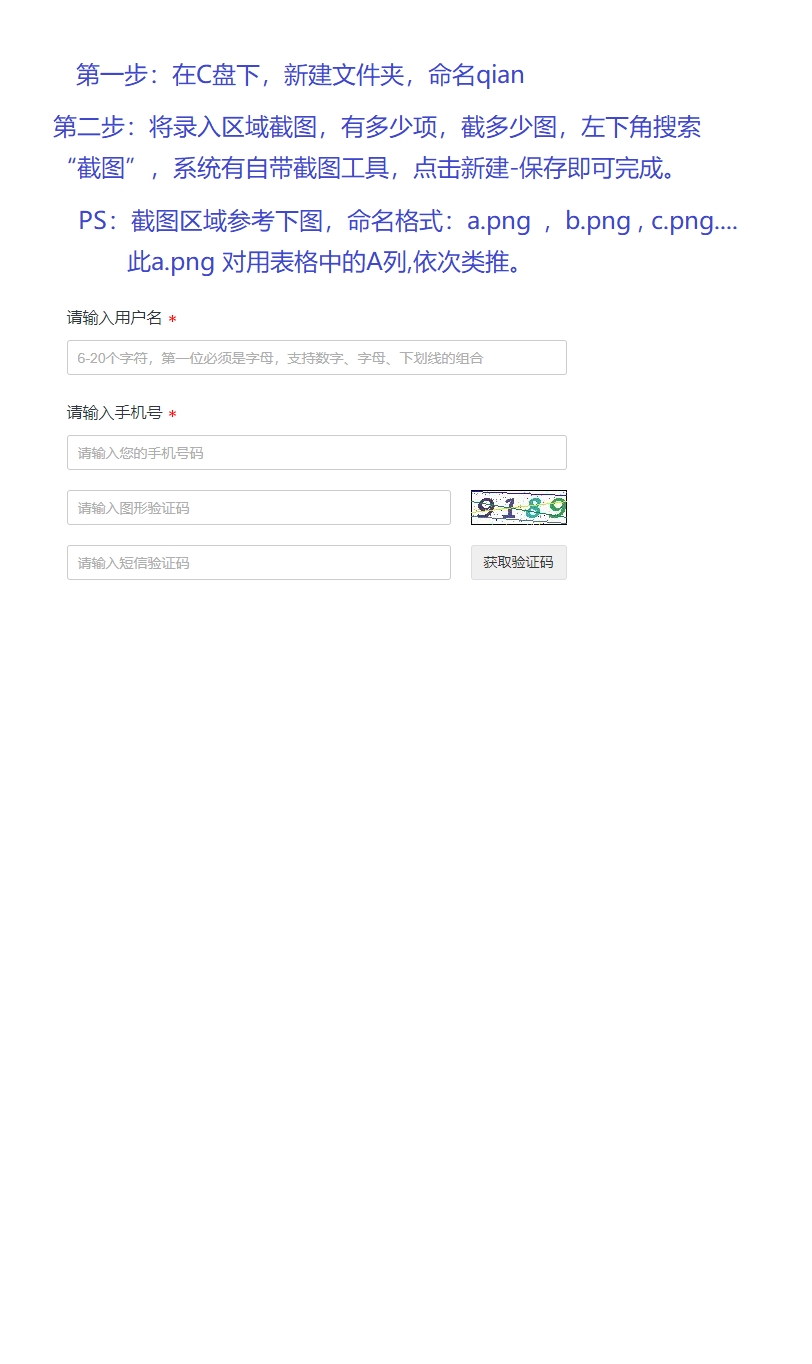 第一步：在C盘下，新建文件夹，命名qian
第二步：将录入区域截图，有多少项，截多少图，左下角搜索
“截图”，系统有自带截图工具，点击新建-保存即可完成。
PS：截图区域参考下图，命名格式：a.png ，b.png , c.png....
此a.png 对用表格中的A列,依次类推。
请输入用户名 *
6-20个字符，第一位必须是字母，支持数字、字母、下划线的组合
请输入手机号 *
请输入您的手机号码
请输入图形验证码 9189
请输入短信验证码 获取验证码